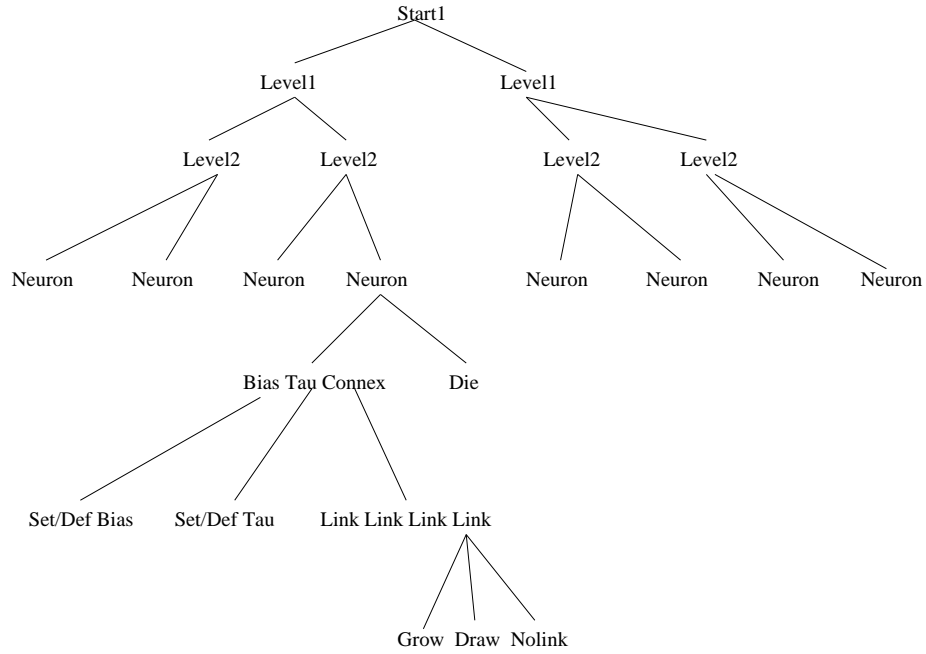 Start1
Level1 Level1
Level2 Level2 Level2 Level2
Neuron Neuron Neuron Neuron Neuron Neuron Neuron Neuron
Bias Tau Connex Die
Set/Def Bias Set/Def Tau Link Link Link Link
Grow Draw Nolink